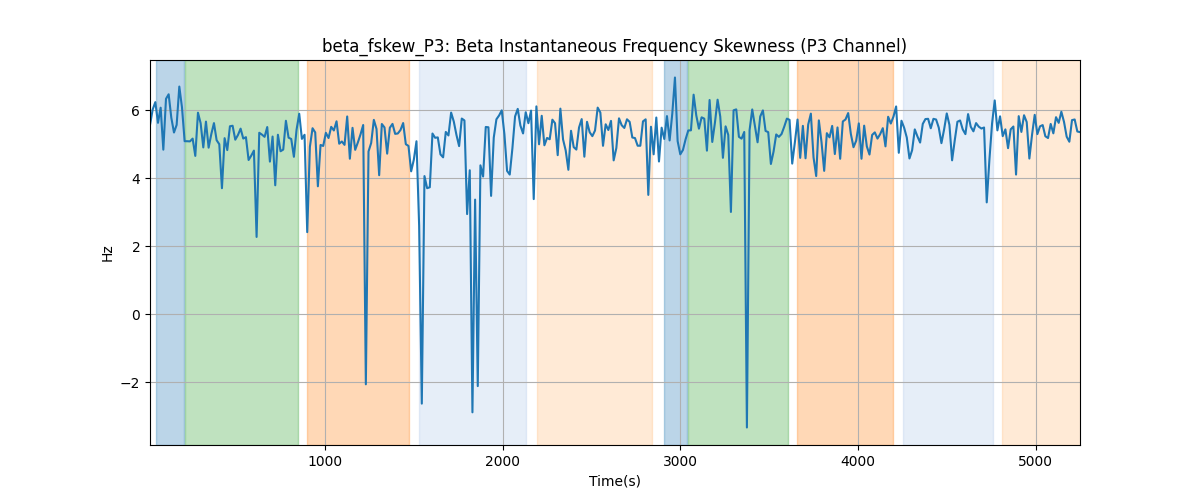 beta_fskew_P3: Beta Instantaneous Frequency Skewness (P3 Channel)
Hz
6
4
2
0
−2
1000 2000 3000 4000 5000
Time(s)